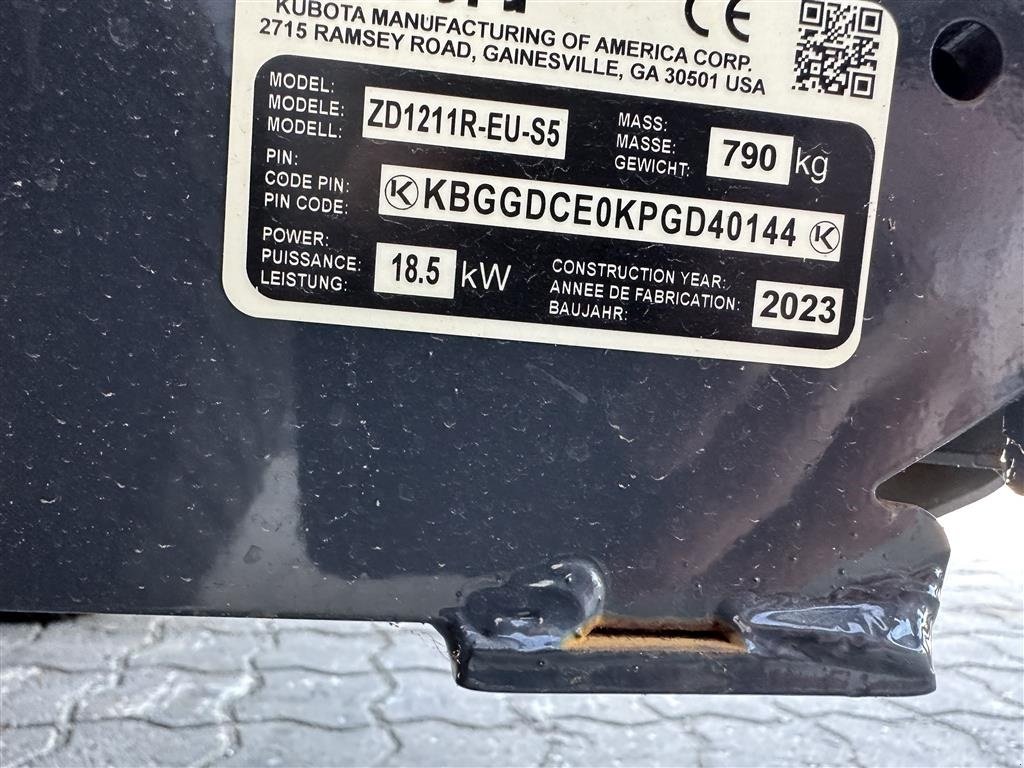 CE
KUBOTA MANUFACTURING OF AMERICA CORP.
2715 RAMSEY ROAD, GAINESVILLE, GA 30501 USA
MODEL:
MODELE:
MODELL:
ZD1211R-EU-S5
MASS:
MASSE:
GEWICHT:
790 kg
PIN:
CODE PIN:
PIN CODE:
K KBGGDCE0KPGD40144 K
POWER:
PUISSANCE:
LEISTUNG:
18.5 kW
CONSTRUCTION YEAR:
ANNEE DE FABRICATION:
BAUJAHR:
2023